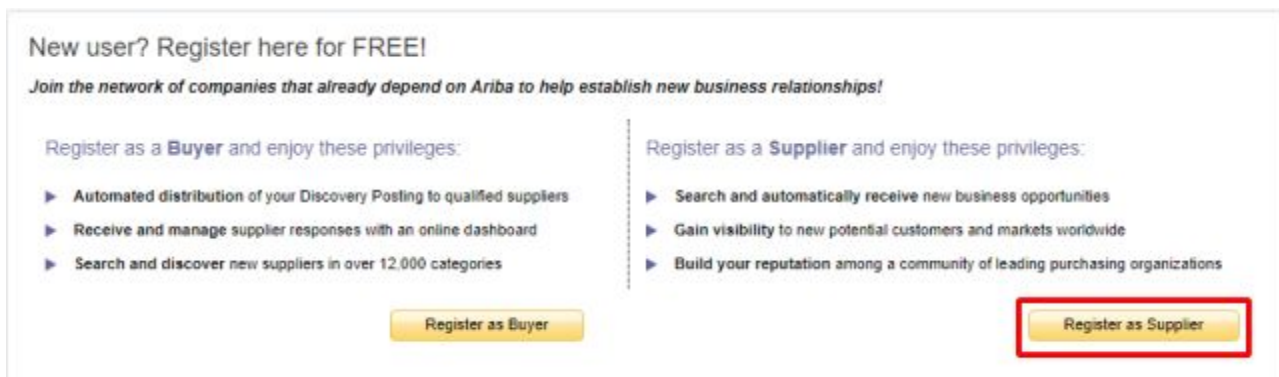 New user? Register here for FREE!
Join the network of companies that already depend on Ariba to help establish new business relationships!
Register as a Buyer and enjoy these privileges:
Automated distribution of your Discovery Posting to qualified suppliers
Receive and manage supplier responses with an online dashboard
Search and discover new suppliers in over 12,000 categories
Register as Buyer
Register as a Supplier and enjoy these privileges:
Search and automatically receive new business opportunities
Gain visibility to new potential customers and markets worldwide
Build your reputation among a community of leading purchasing organizations
Register as Supplier